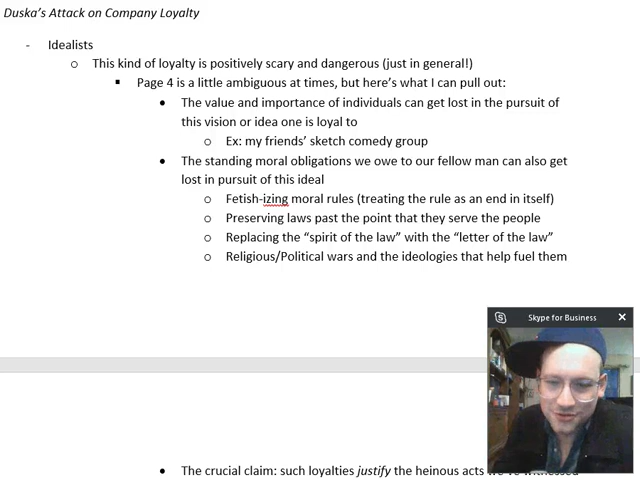 Duska's Attack on Company Loyalty
- Idealists
o This kind of loyalty is positively scary and dangerous (just in general!)
▪ Page 4 is a little ambiguous at times, but here's what I can pull out:
• The value and importance of individuals can get lost in the pursuit of
this vision or idea one is loyal to
o Ex: my friends' sketch comedy group
• The standing moral obligations we owe to our fellow man can also get
lost in pursuit of this ideal
o Fetish-izing moral rules (treating the rule as an end in itself)
o Preserving laws past the point that they serve the people
o Replacing the "spirit of the law" with the "letter of the law"
o Religious/Political wars and the ideologies that help fuel them
Skype for Business
• The crucial claim: such loyalties justify the heinous acts